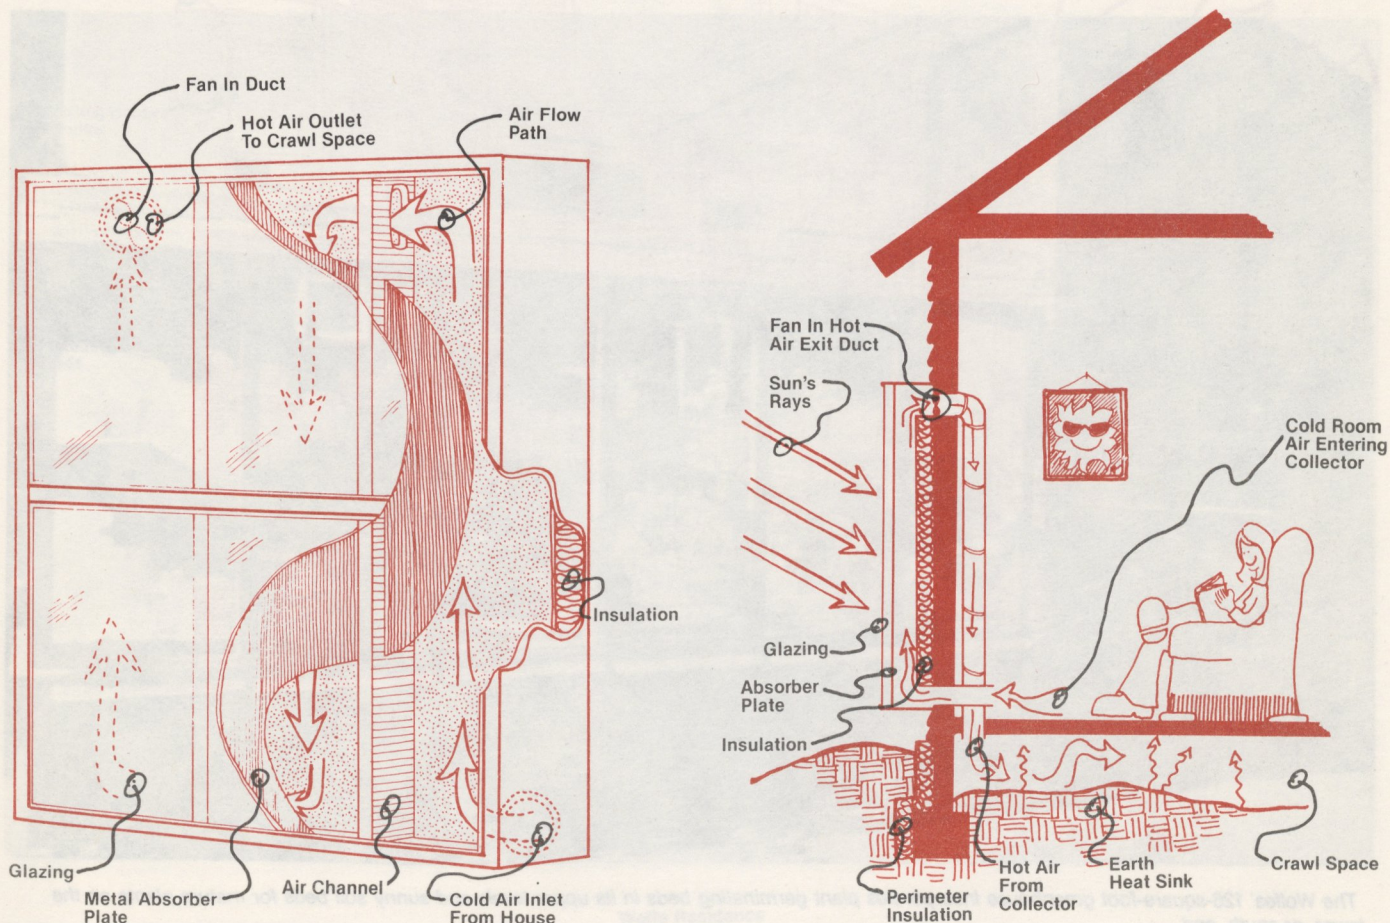 Fan In Duct
Hot Air Outlet
To Crawl Space
Air Flow
Path
Insulation
Glazing
Metal Absorber
Plate
Air Channel
Cold Air Inlet
From House
Fan In Hot
Air Exit Duct
Sun's
Rays
Cold Room
Air Entering
Collector
Glazing
Absorber
Plate
Insulation
Perimeter
Insulation
Hot Air
From
Collector
Earth
Heat Sink
Crawl Space